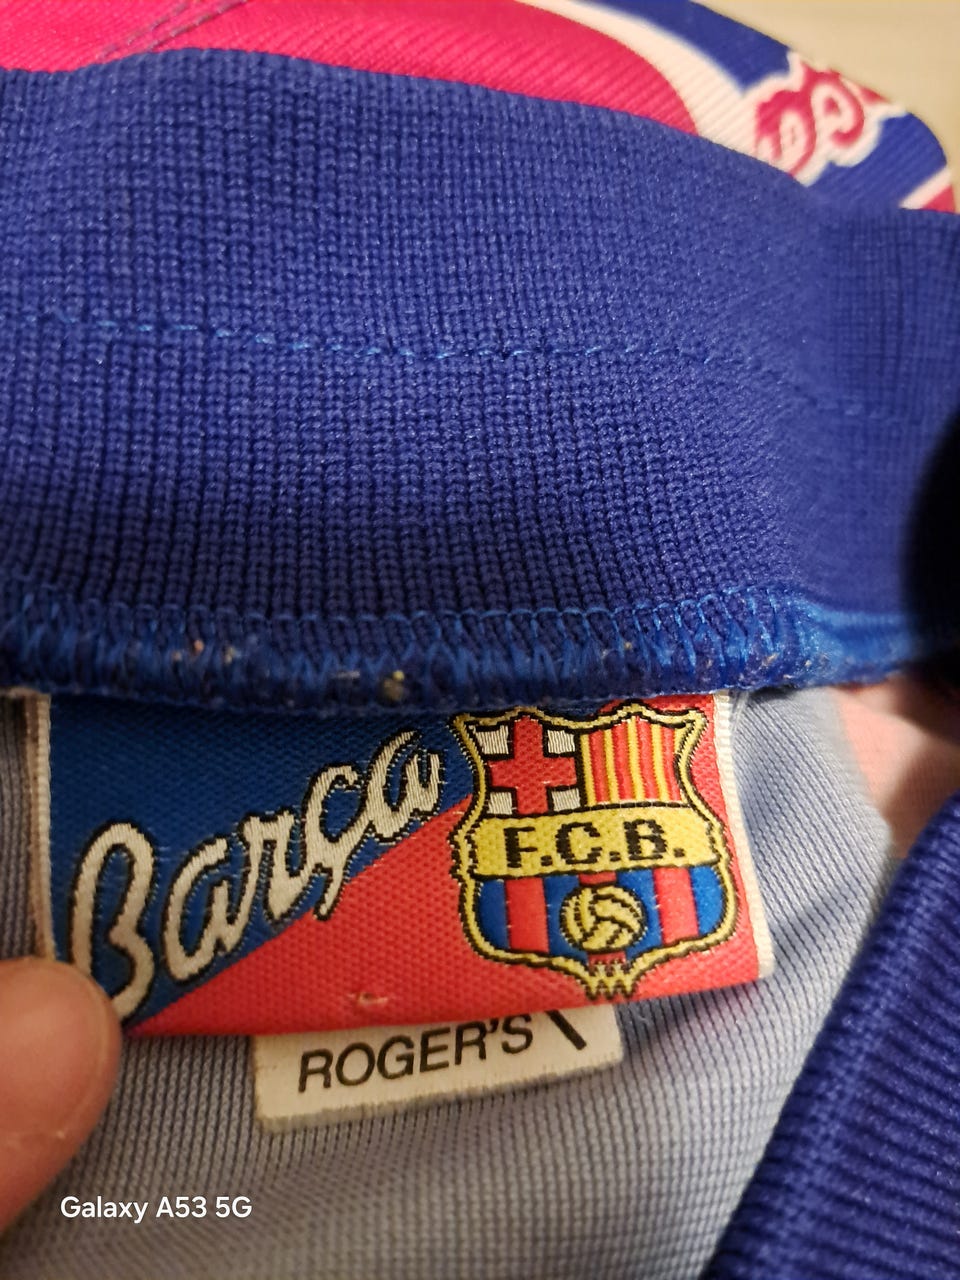 Barça
F.C.B.
ROGER'S
Galaxy A53 5G